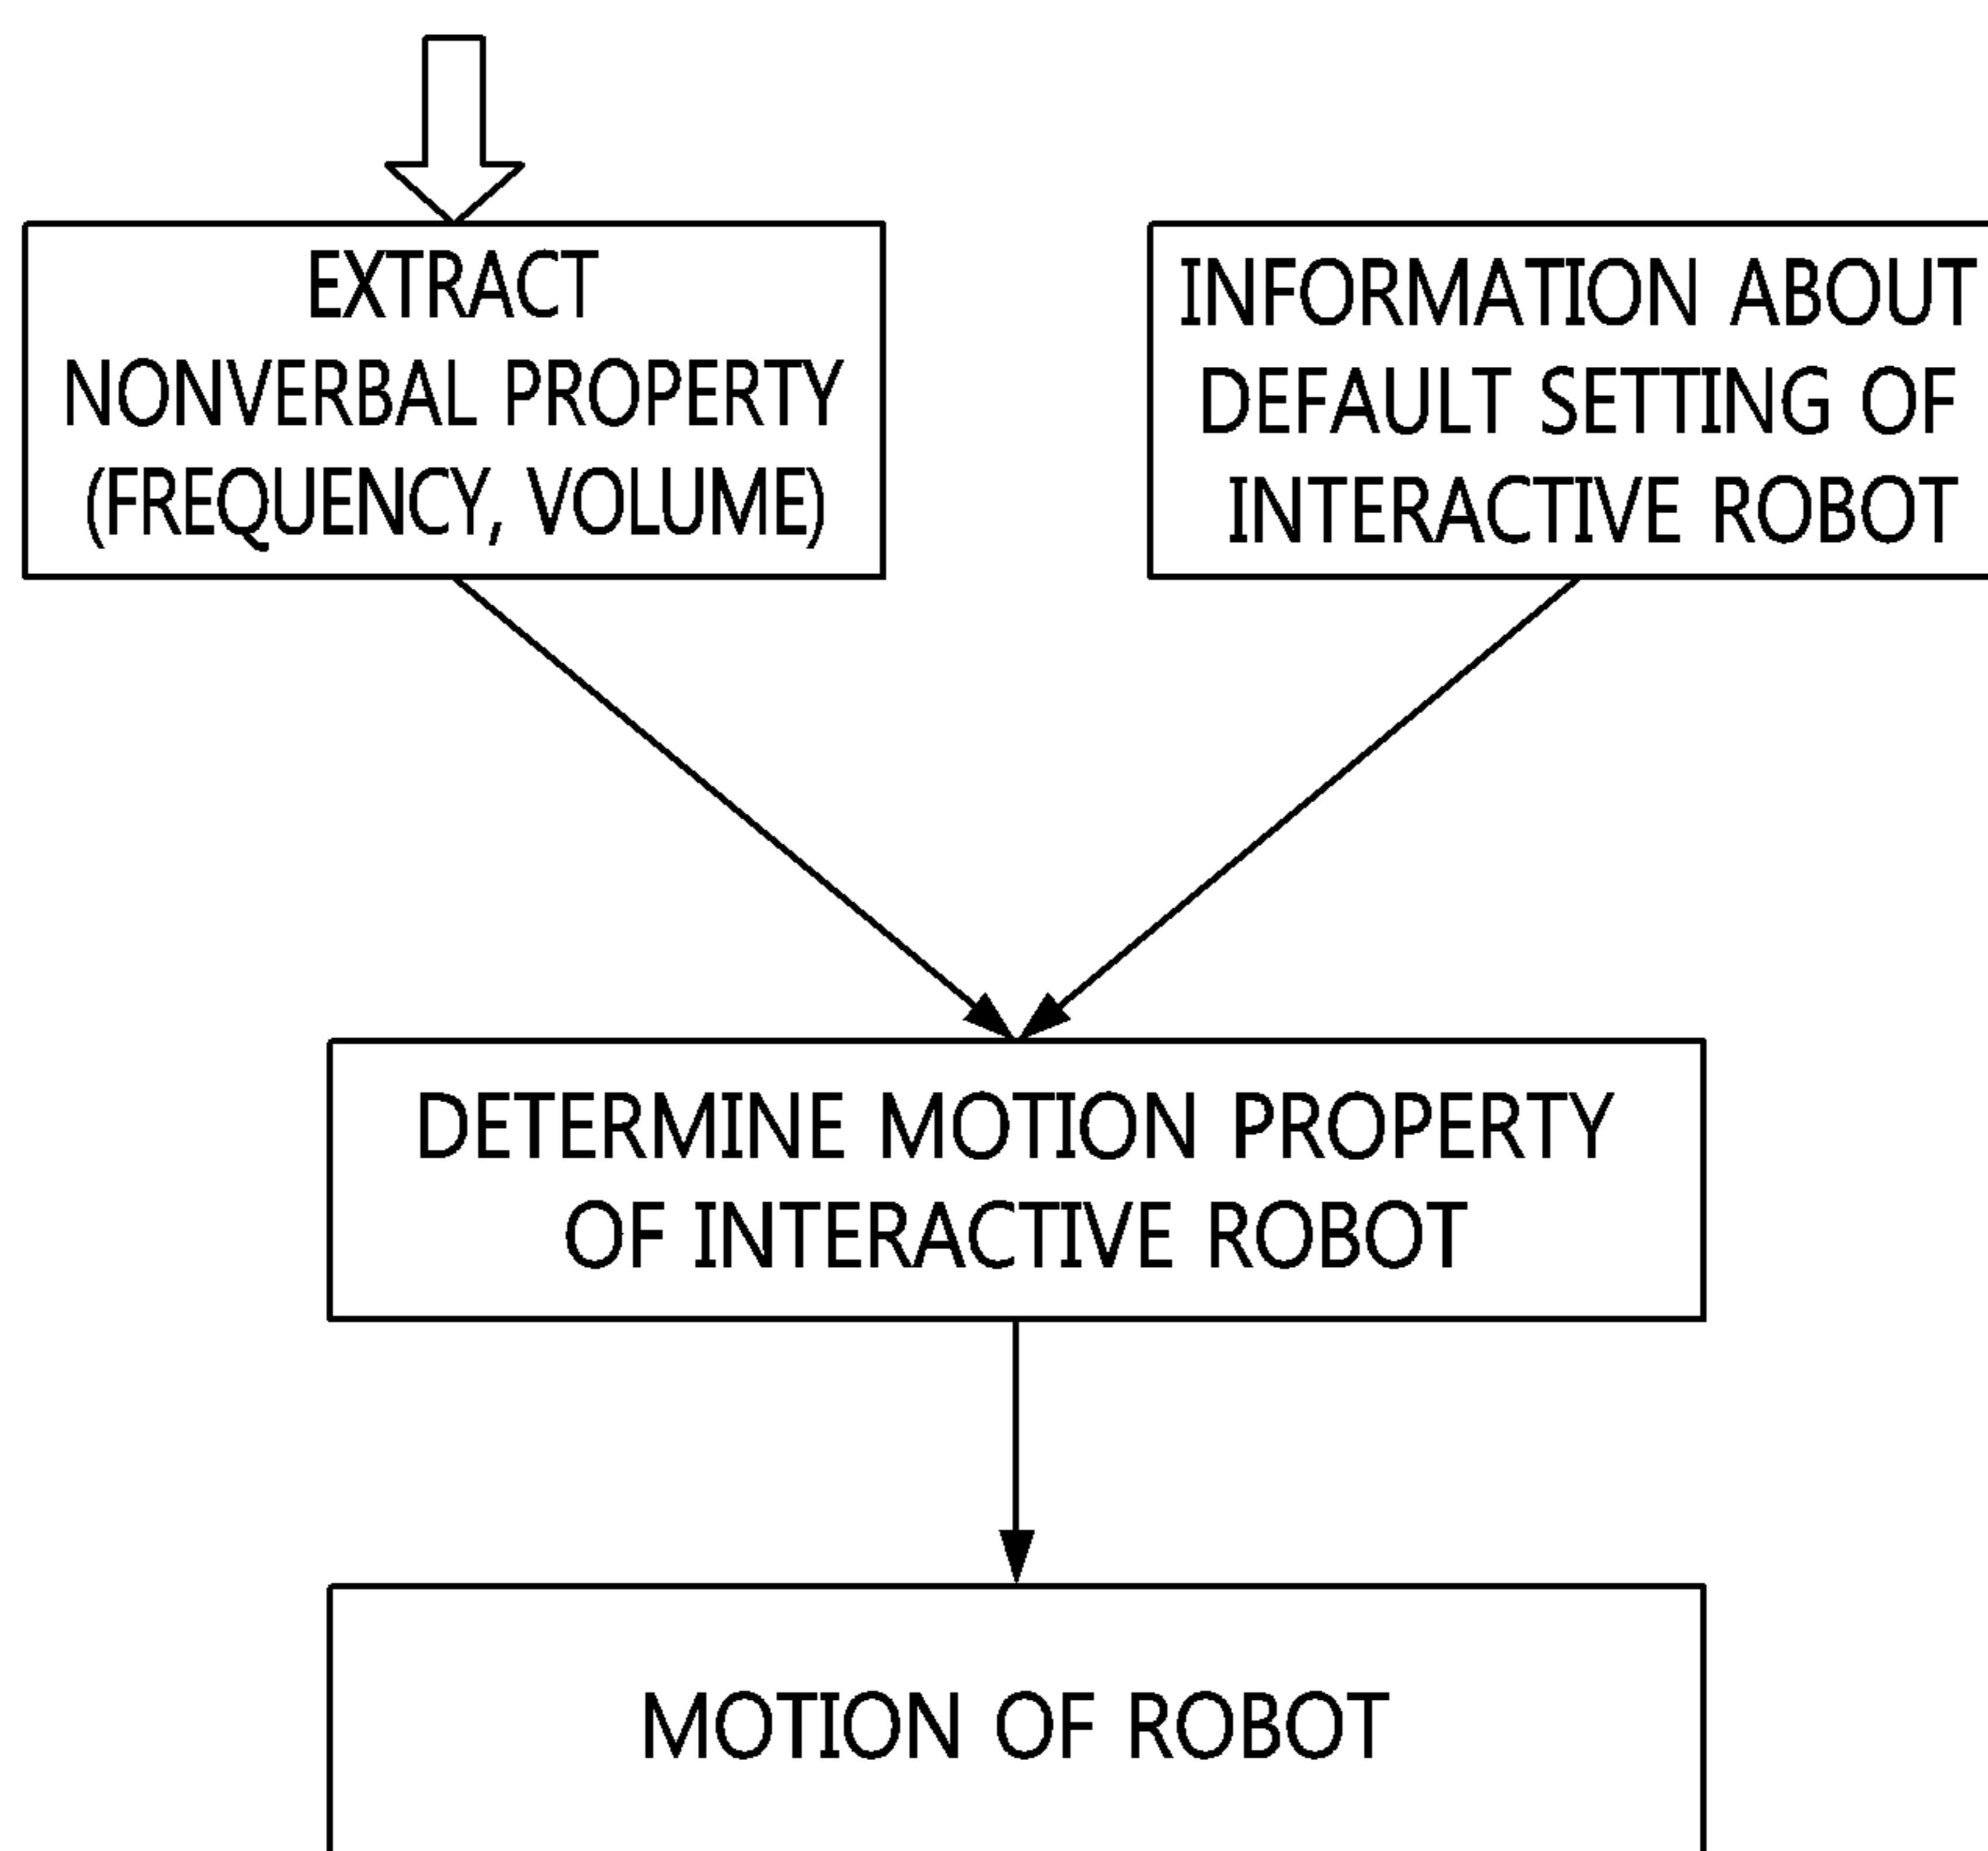 EXTRACT
NONVERBAL PROPERTY
(FREQUENCY, VOLUME)
INFORMATION ABOUT
DEFAULT SETTING OF
INTERACTIVE ROBOT
DETERMINE MOTION PROPERTY
OF INTERACTIVE ROBOT
MOTION OF ROBOT